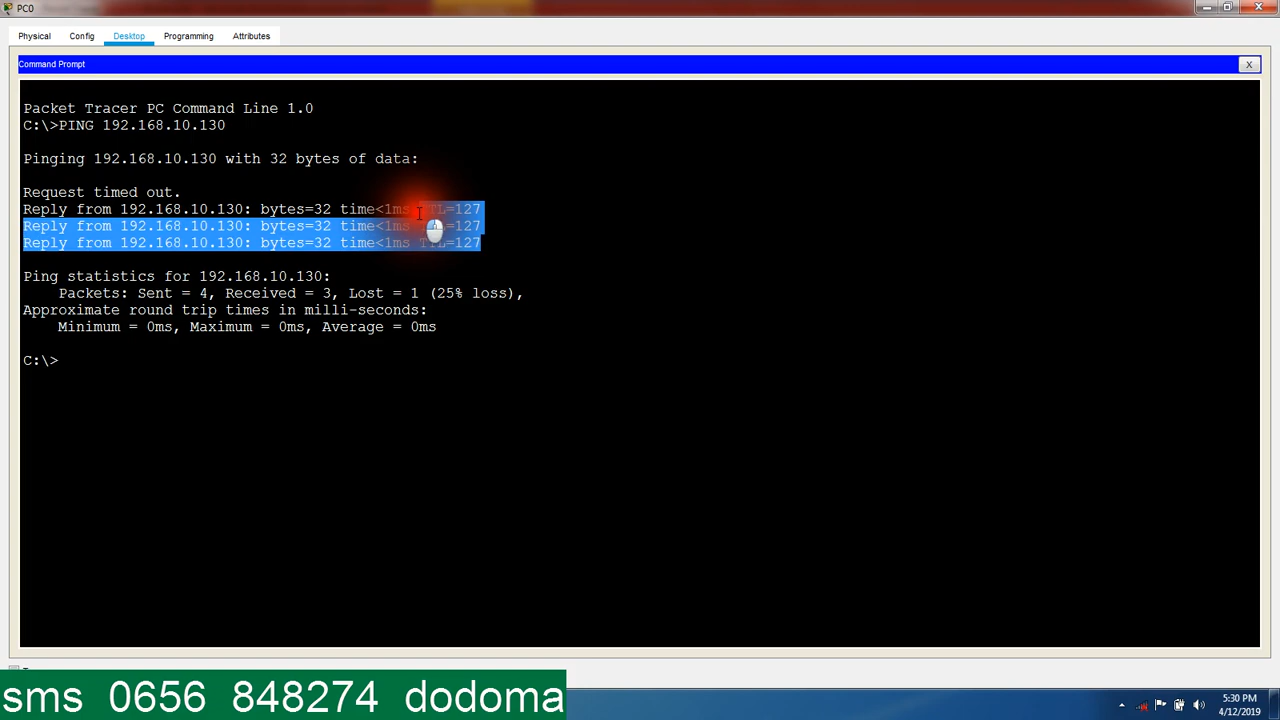 PC0
Physical Config Desktop Programming Attributes
Command Prompt
X
Packet Tracer PC Command Line 1.0
C:\>PING 192.168.10.130
Pinging 192.168.10.130 with 32 bytes of data:
Request timed out.
Reply from 192.168.10.130: bytes=32 time<1ms TTL=127
Reply from 192.168.10.130: bytes=32 time<1ms TTL=127
Reply from 192.168.10.130: bytes=32 time<1ms TTL=127
Ping statistics for 192.168.10.130:
Packets: Sent = 4, Received = 3, Lost = 1 (25% loss),
Approximate round trip times in milli-seconds:
Minimum = 0ms, Maximum = 0ms, Average = 0ms
C:\>
sms 0656 848274 dodoma
5:30 PM
4/12/2019